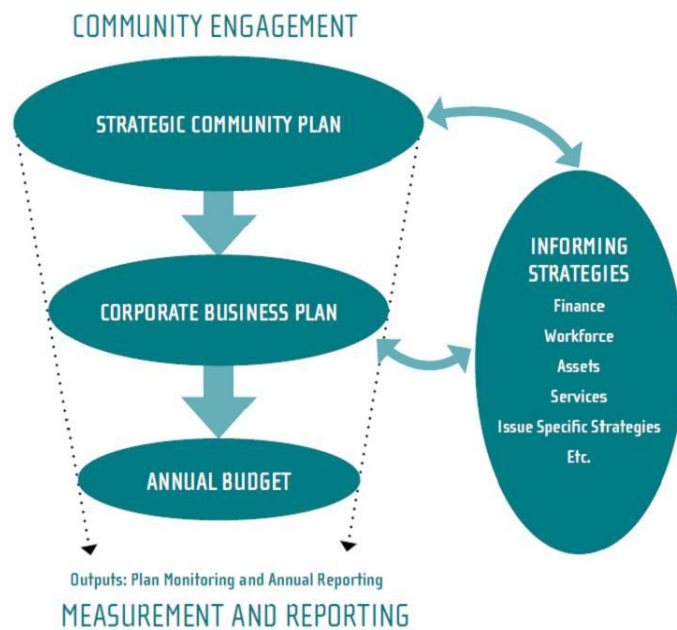 COMMUNITY ENGAGEMENT
STRATEGIC COMMUNITY PLAN
CORPORATE BUSINESS PLAN
ANNUAL BUDGET
INFORMING
STRATEGIES
Finance
Workforce
Assets
Services
Issue Specific Strategies
Etc.
Outputs: Plan Monitoring and Annual Reporting
MEASUREMENT AND REPORTING